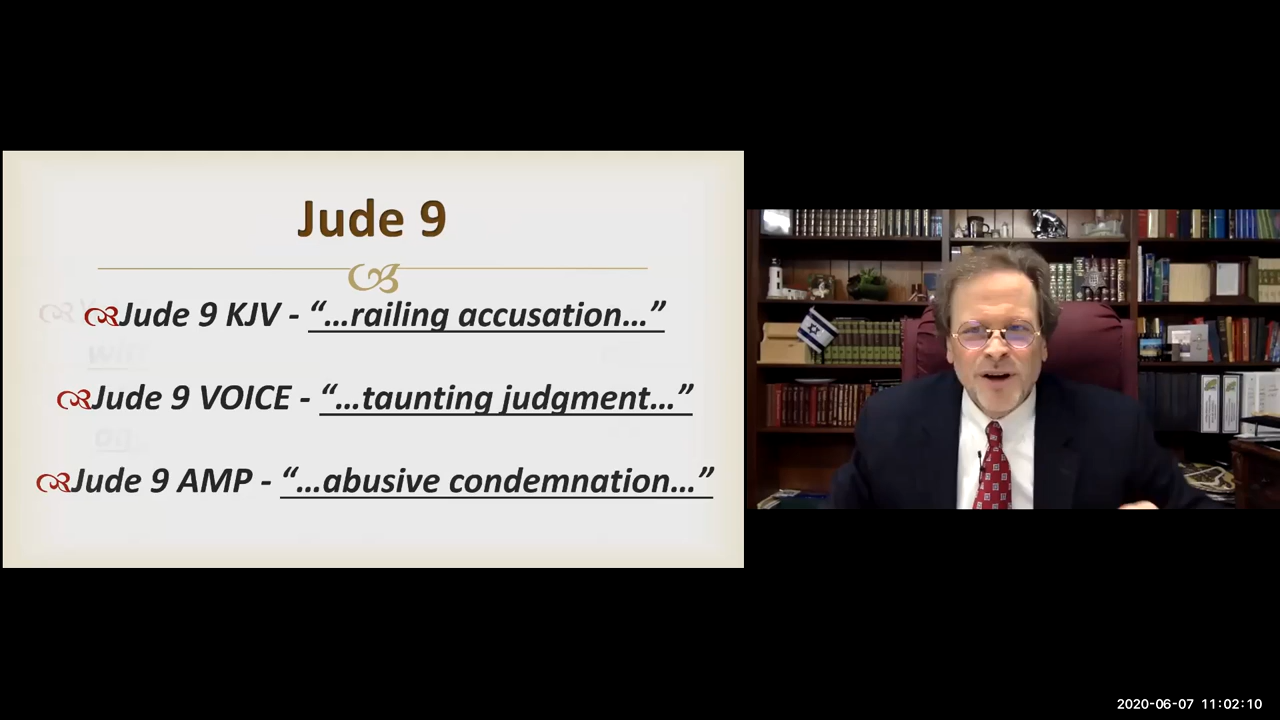 Jude 9
Jude 9 KJV - “...railing accusation...”
Jude 9 VOICE - “...taunting judgment...”
Jude 9 AMP - “...abusive condemnation...”
2020-06-07 11:02:10